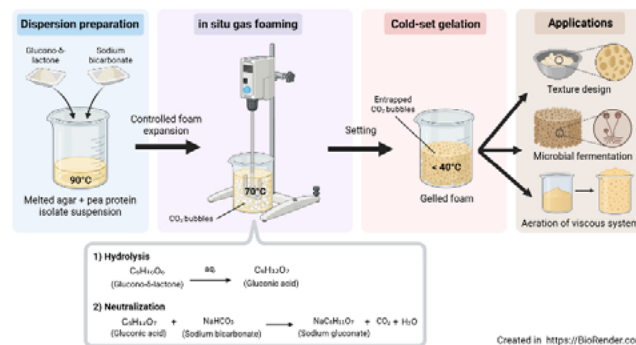 Dispersion preparation
Glucono-δ-
lactone
Sodium
bicarbonate
90°C
Melted agar + pea protein
isolate suspension
Controlled foam
expansion
in situ gas foaming
70°C
CO₂ bubbles
Setting
Cold-set gelation
Entrapped
CO₂ bubbles
< 40°C
Gelled foam
Applications
Texture design
Microbial fermentation
Aeration of viscous system
1) Hydrolysis
C₆H₁₀O₆ aq. C₆H₁₂O₇
(Glucono-δ-lactone) (Gluconic acid)
2) Neutralization
C₆H₁₂O₇ + NaHCO₃ NaC₆H₁₁O₇ + CO₂ + H₂O
(Gluconic acid) (Sodium bicarbonate) (Sodium gluconate)
Created in https://BioRender.co